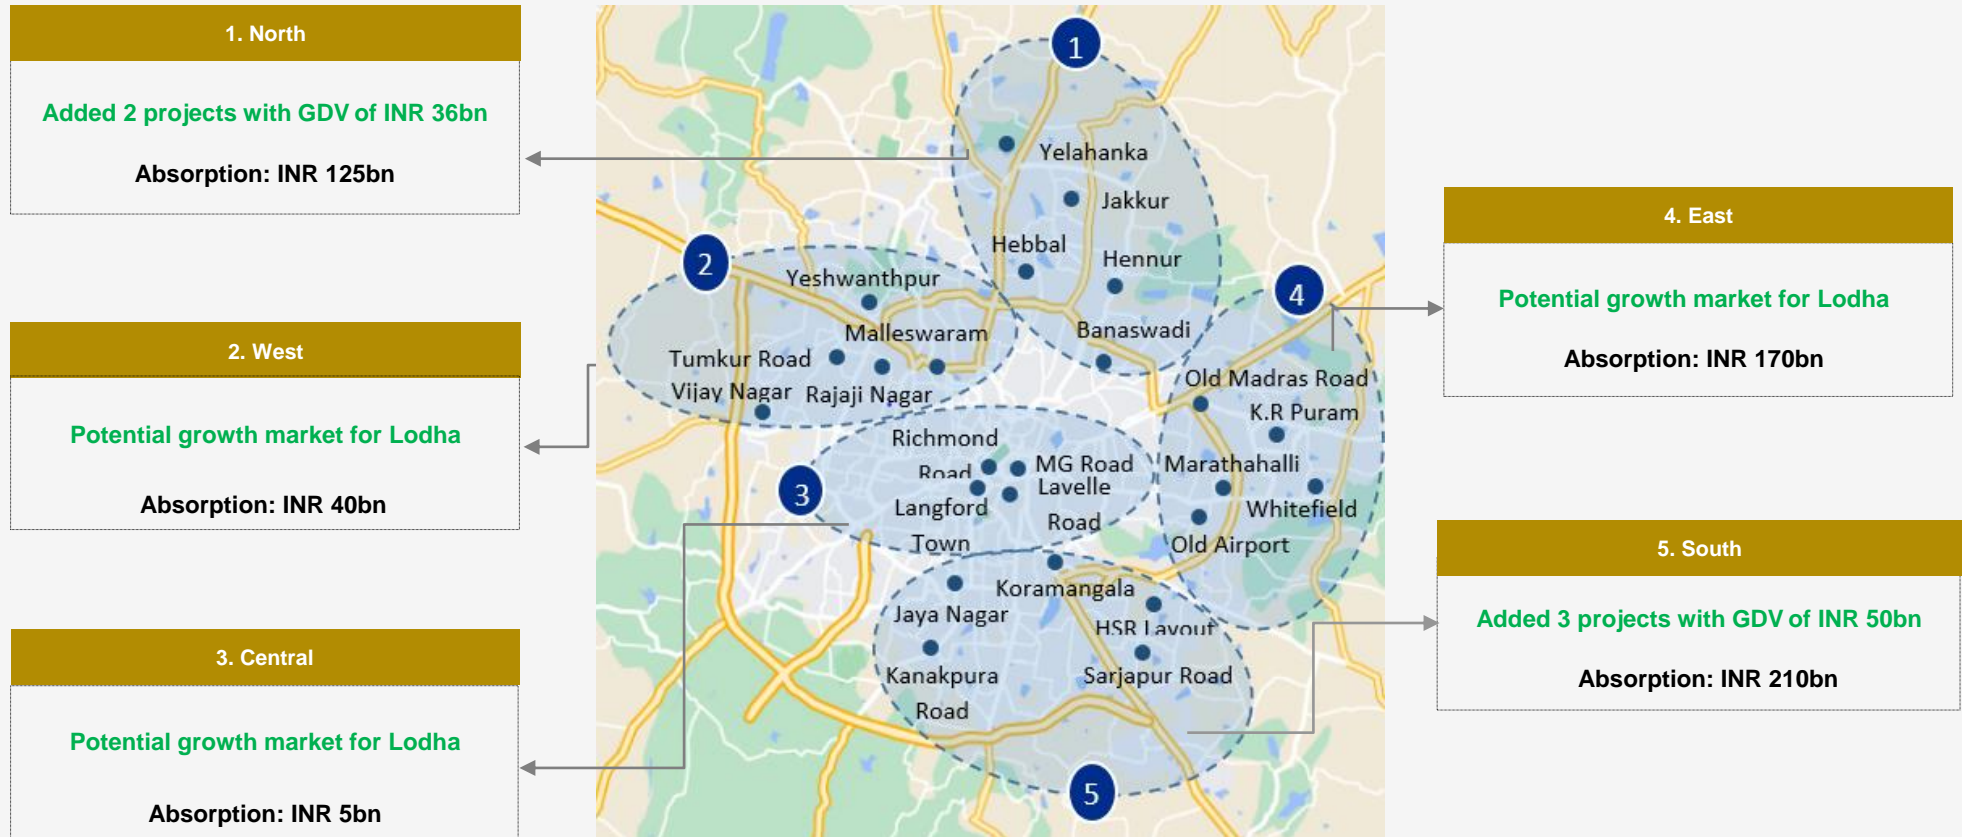 1. North
Added 2 projects with GDV of INR 36bn
Absorption: INR 125bn
2. West
Potential growth market for Lodha
Absorption: INR 40bn
3. Central
Potential growth market for Lodha
Absorption: INR 5bn
1
Yelahanka
Jakkur
Hebbal
Hennur
Banaswadi
2
Yeshwanthpur
Malleswaram
Tumkur Road
Vijay Nagar
Rajaji Nagar
3
Richmond
Road
MG Road
Lavelle
Road
Langford
Town
4
Old Madras Road
K.R Puram
Marathahalli
Whitefield
Old Airport
Koramangala
Jaya Nagar
HSR Layout
Kanakpura
Road
Sarjapur Road
5
4. East
Potential growth market for Lodha
Absorption: INR 170bn
5. South
Added 3 projects with GDV of INR 50bn
Absorption: INR 210bn